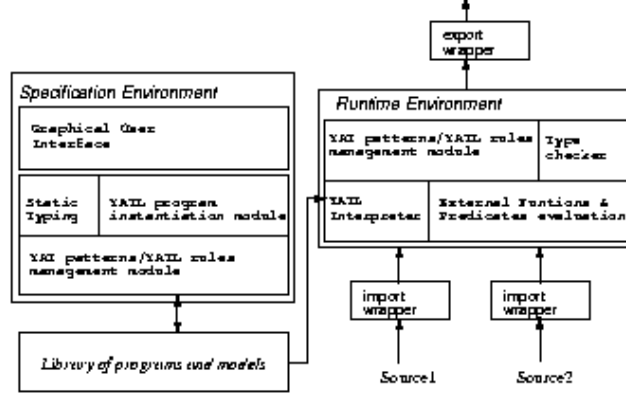 export
wrapper
Specification Environment
Graphical User
Interface
Static
Typing
YATL program
instantiation module
YAT patterns/YATL rules
management module
Library of programs and models
Runtime Environment
YAT patterns/YATL rules
management module
Type
checker
YATL
Interpreter
External Funtions &
Predicates evaluation
import
wrapper
import
wrapper
Source1
Source2